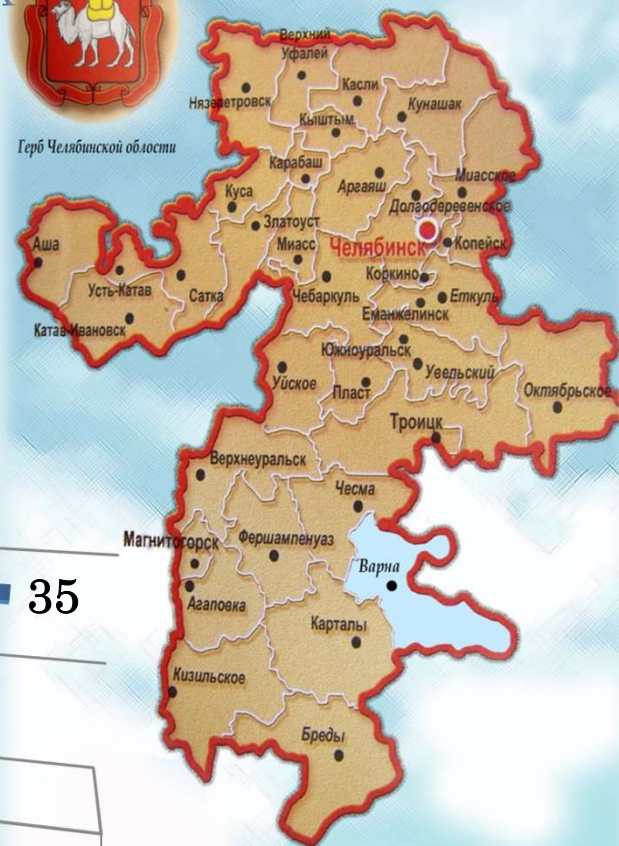 Герб Челябинской области
Верхний
Уфалей
Касли
Нязепетровск
Кунашак
Кыштым
Карабаш
Миасское
Аргаяш
Куса
Долгодеревенское
Златоуст
Аша
Миасс
Челябинск
Копейск
Коркино
Усть-Катав
Сатка
Чебаркуль
Еткуль
Еманжелинск
Катав-Ивановск
Южноуральск
Увельский
Уйское
Пласт
Октябрьское
Троицк
Верхнеуральск
Чесма
Магнитогорск
Фершампенуаз
Варна
35
Агаповка
Карталы
Кизильское
Бреды